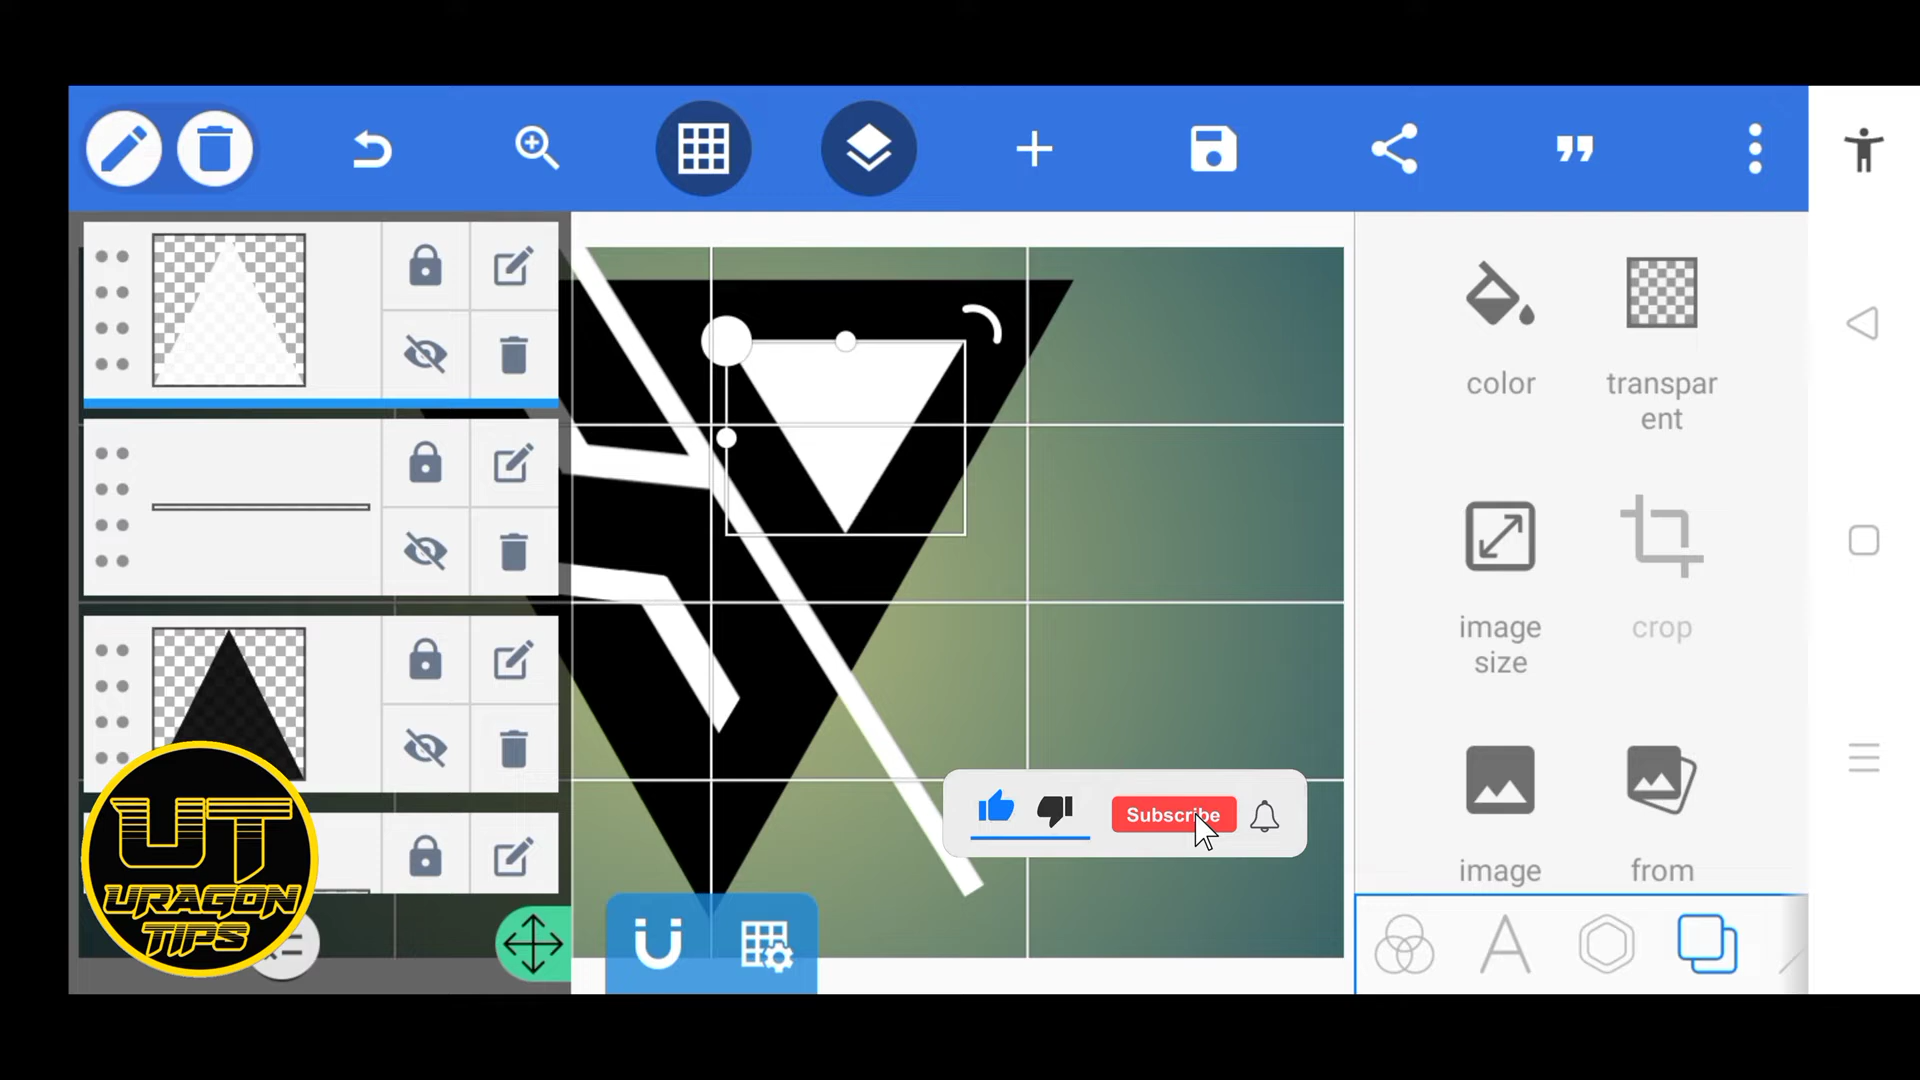 color
transpar
ent
image
size
crop
image
from
Subscribe
UT
URAGON
TIPS